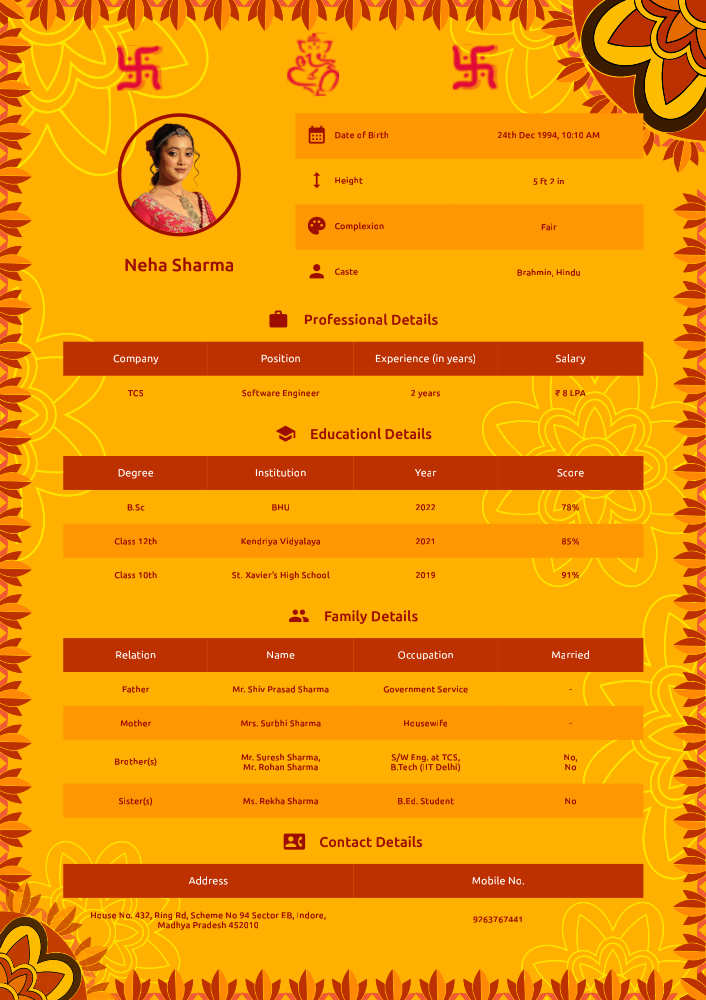 Date of Birth 24th Dec 1994, 10:10 AM
Height 5 ft 2 in
Complexion Fair
Caste Brahmin, Hindu
Neha Sharma
Professional Details
Company Position Experience (in years) Salary
TCS Software Engineer 2 years ₹ 8 LPA
Educationl Details
Degree Institution Year Score
B.Sc BHU 2022 78%
Class 12th Kendriya Vidyalaya 2021 85%
Class 10th St. Xavier's High School 2019 91%
Family Details
Relation Name Occupation Married
Father Mr. Shiv Prasad Sharma Government Service -
Mother Mrs. Surbhi Sharma Housewife -
Brother(s) Mr. Suresh Sharma, S/W Eng. at TCS, No,
Mr. Rohan Sharma B.Tech (IIT Delhi) No
Sister(s) Ms. Rekha Sharma B.Ed. Student No
Contact Details
Address Mobile No.
House No. 432, Ring Rd, Scheme No 94 Sector EB, Indore,
Madhya Pradesh 452010
9263767441